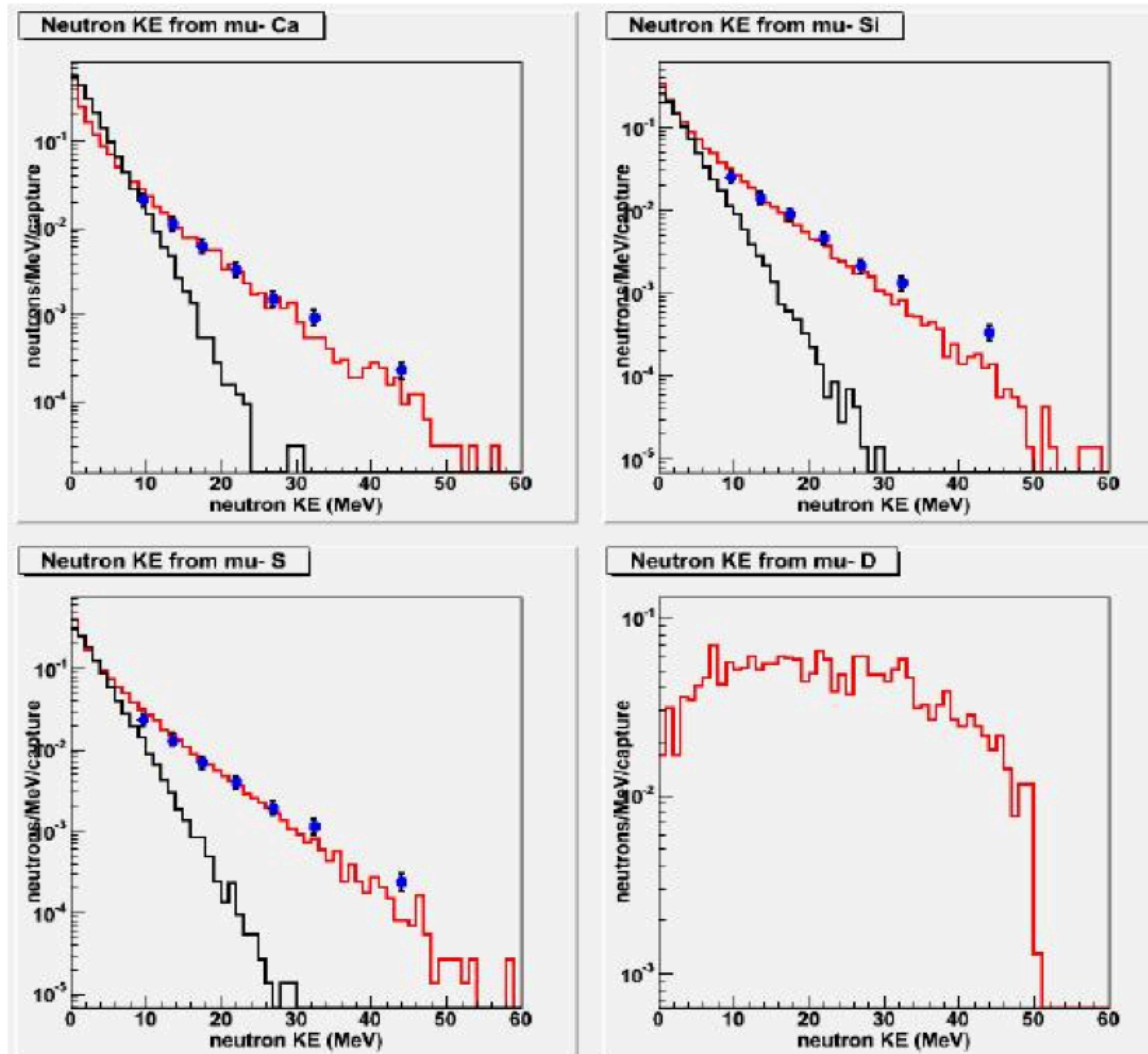 Neutron KE from mu- Ca
neutrons/MeV/capture
10-1
10-2
10-3
10-4
0 10 20 30 40 50 60
neutron KE (MeV)
Neutron KE from mu- Si
neutrons/MeV/capture
10-1
10-2
10-3
10-4
10-5
0 10 20 30 40 50 60
neutron KE (MeV)
Neutron KE from mu- S
neutrons/MeV/capture
10-1
10-2
10-3
10-4
10-5
0 10 20 30 40 50 60
neutron KE (MeV)
Neutron KE from mu- D
neutrons/MeV/capture
10-1
10-2
10-3
0 10 20 30 40 50 60
neutron KE (MeV)